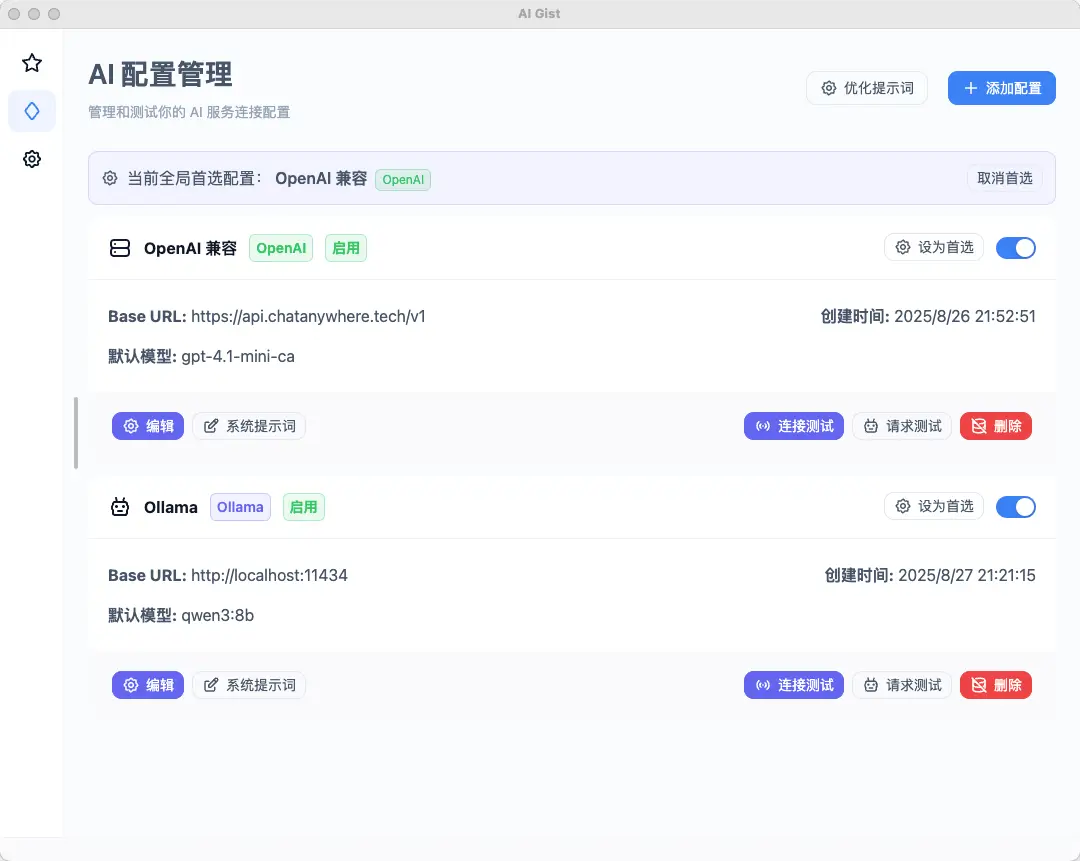 AI Gist
AI 配置管理
管理和测试你的 AI 服务连接配置
优化提示词
添加配置
当前全局首选配置： OpenAI 兼容 OpenAI 取消首选
OpenAI 兼容 OpenAI 启用 设为首选
Base URL: https://api.chatanywhere.tech/v1 创建时间: 2025/8/26 21:52:51
默认模型: gpt-4.1-mini-ca
编辑 系统提示词 连接测试 请求测试 删除
Ollama Ollama 启用 设为首选
Base URL: http://localhost:11434 创建时间: 2025/8/27 21:21:15
默认模型: qwen3:8b
编辑 系统提示词 连接测试 请求测试 删除